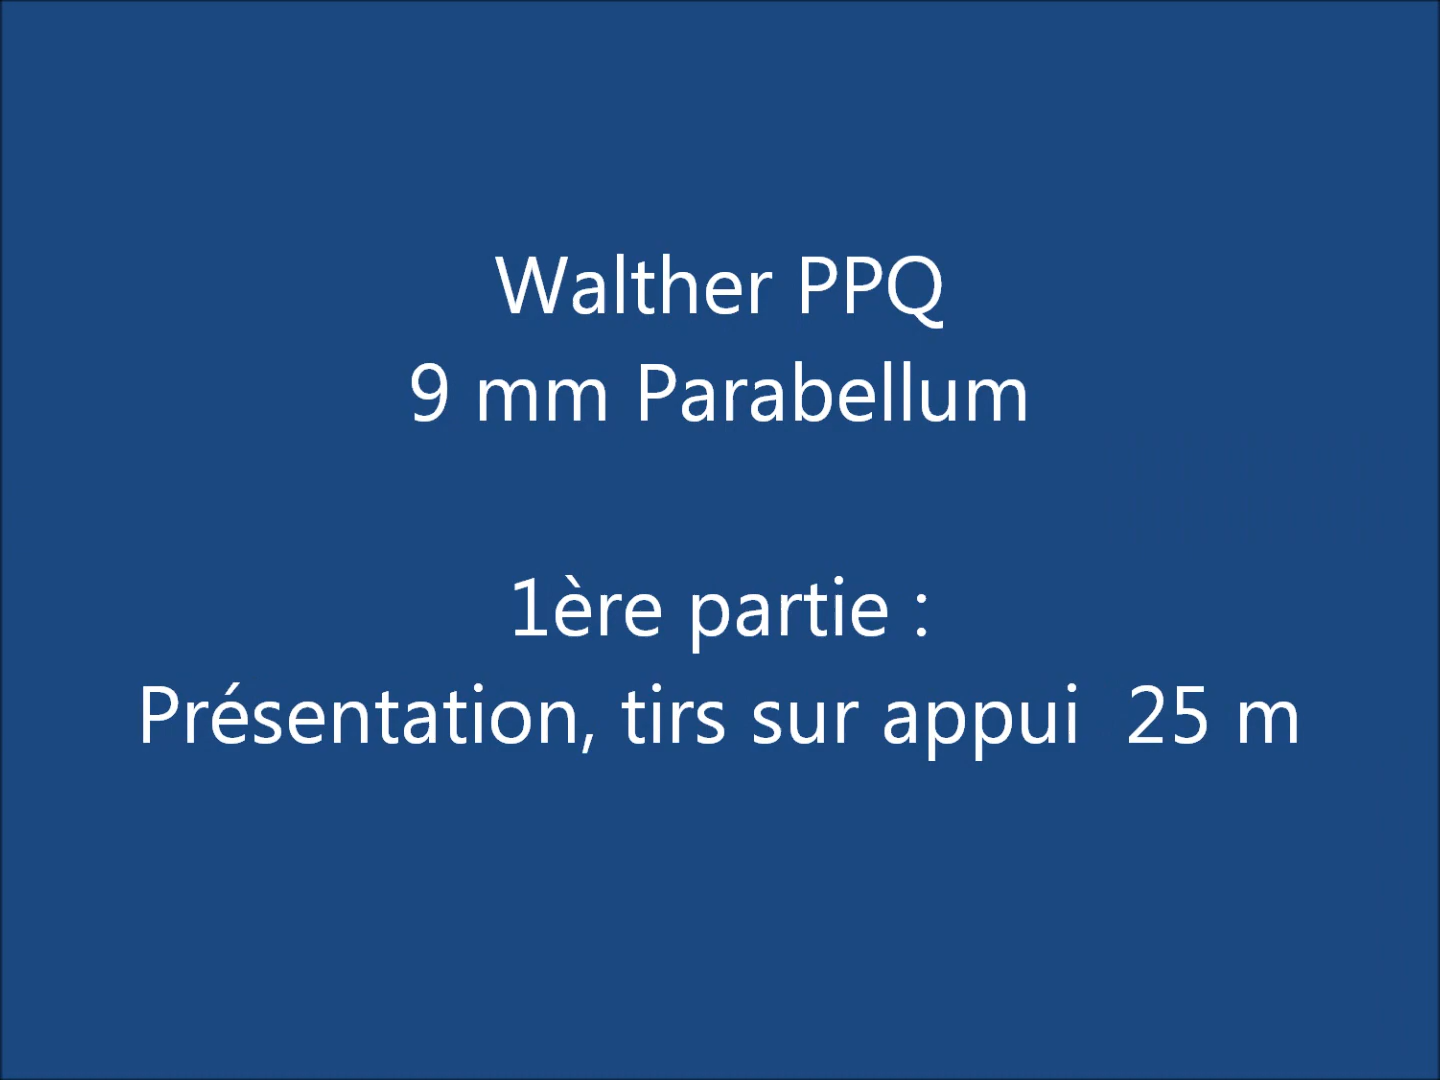 Walther PPQ
9 mm Parabellum
1ère partie :
Présentation, tirs sur appui  25 m